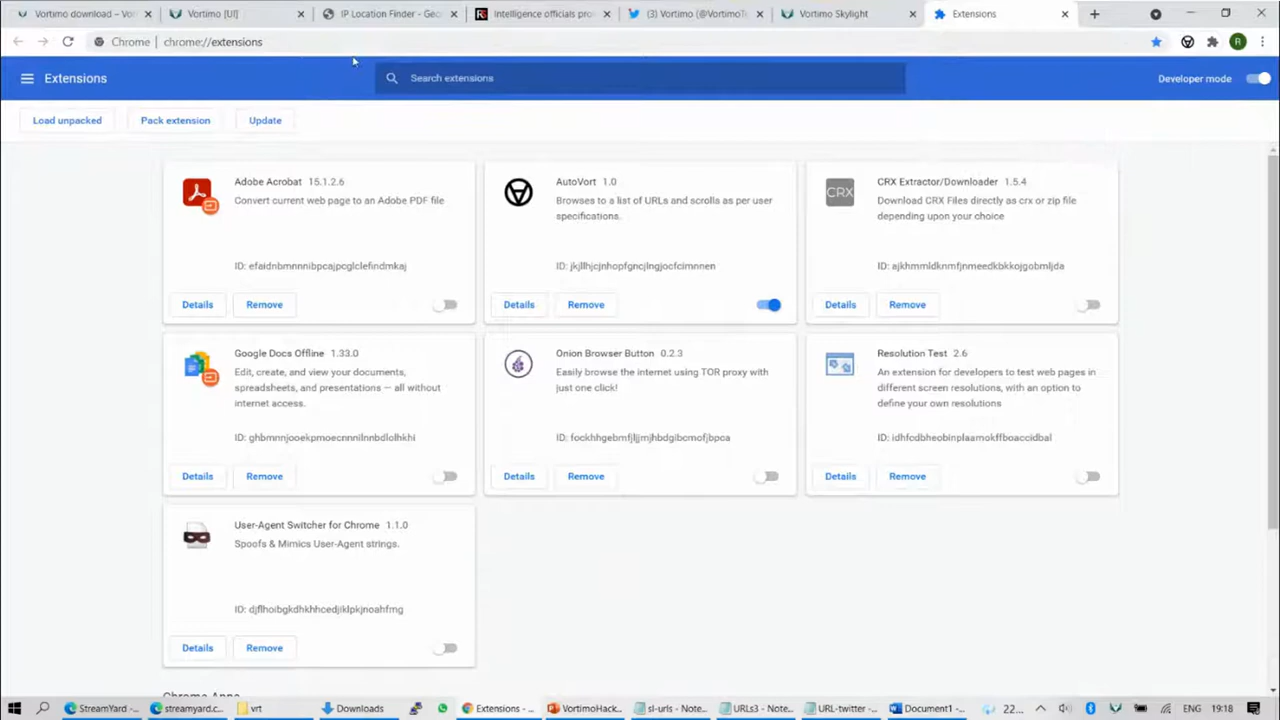 Vortimo download – Vo
Vortimo [UI]
IP Location Finder - Geo
Intelligence officials pro
(3) Vortimo (@VortimoT
Vortimo Skylight
Extensions
Chrome | chrome://extensions
R
Extensions
Search extensions
Developer mode
Load unpacked
Pack extension
Update
Adobe Acrobat 15.1.2.6
Convert current web page to an Adobe PDF file
ID: efaidnbmnnnibpcajpcglclefindmkaj
Details
Remove
AutoVort 1.0
Browses to a list of URLs and scrolls as per user
specifications.
ID: jkjllhjcjnhopfgncjlngjocfcimnnen
Details
Remove
CRX
CRX Extractor/Downloader 1.5.4
Download CRX Files directly as crx or zip file
depending upon your choice
ID: ajkhmmldknmfjnmeedkbkkojgobmljda
Details
Remove
Google Docs Offline 1.33.0
Edit, create, and view your documents,
spreadsheets, and presentations — all without
internet access.
ID: ghbmnnjooekpmoecnnnilnnbdlolhkhi
Details
Remove
Onion Browser Button 0.2.3
Easily browse the internet using TOR proxy with
just one click!
ID: fockhhgebmfjljjmjhbdgibcmofjbpca
Details
Remove
Resolution Test 2.6
An extension for developers to test web pages in
different screen resolutions, with an option to
define your own resolutions
ID: idhfcdbheobinplaamokffboaccidbal
Details
Remove
User-Agent Switcher for Chrome 1.1.0
Spoofs & Mimics User-Agent strings.
ID: djflhoibgkdhkhhcedjiklpkjnoahfmg
Details
Remove
Chrome Apps
StreamYard -...
streamyard.c...
vrt
Downloads
Extensions - ...
VortimoHack...
sl-urls - Note...
URLs3 - Note...
URL-twitter -...
Document1 -...
22...
ENG
19:18